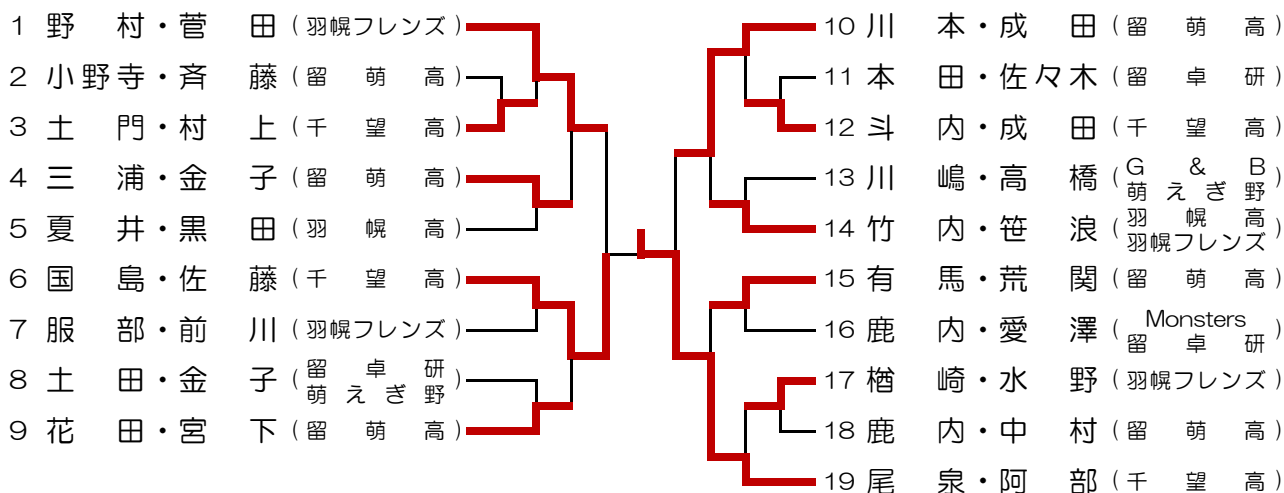 1 野村・菅田 (羽幌フレンズ)
2 小野寺・斉藤 (留萌高)
3 土門・村上 (千望高)
4 三浦・金子 (留萌高)
5 夏井・黒田 (羽幌高)
6 国島・佐藤 (千望高)
7 服部・前川 (羽幌フレンズ)
8 土田・金子 (留卓研
萌えぎ野)
9 花田・宮下 (留萌高)
10 川本・成田 (留萌高)
11 本田・佐々木 (留卓研)
12 斗内・成田 (千望高)
13 川嶋・高橋 (G & B
萌えぎ野)
14 竹内・笹浪 (羽幌高
羽幌フレンズ)
15 有馬・荒関 (留萌高)
16 鹿内・愛澤 (Monsters
留卓研)
17 楢崎・水野 (羽幌フレンズ)
18 鹿内・中村 (留萌高)
19 尾泉・阿部 (千望高)